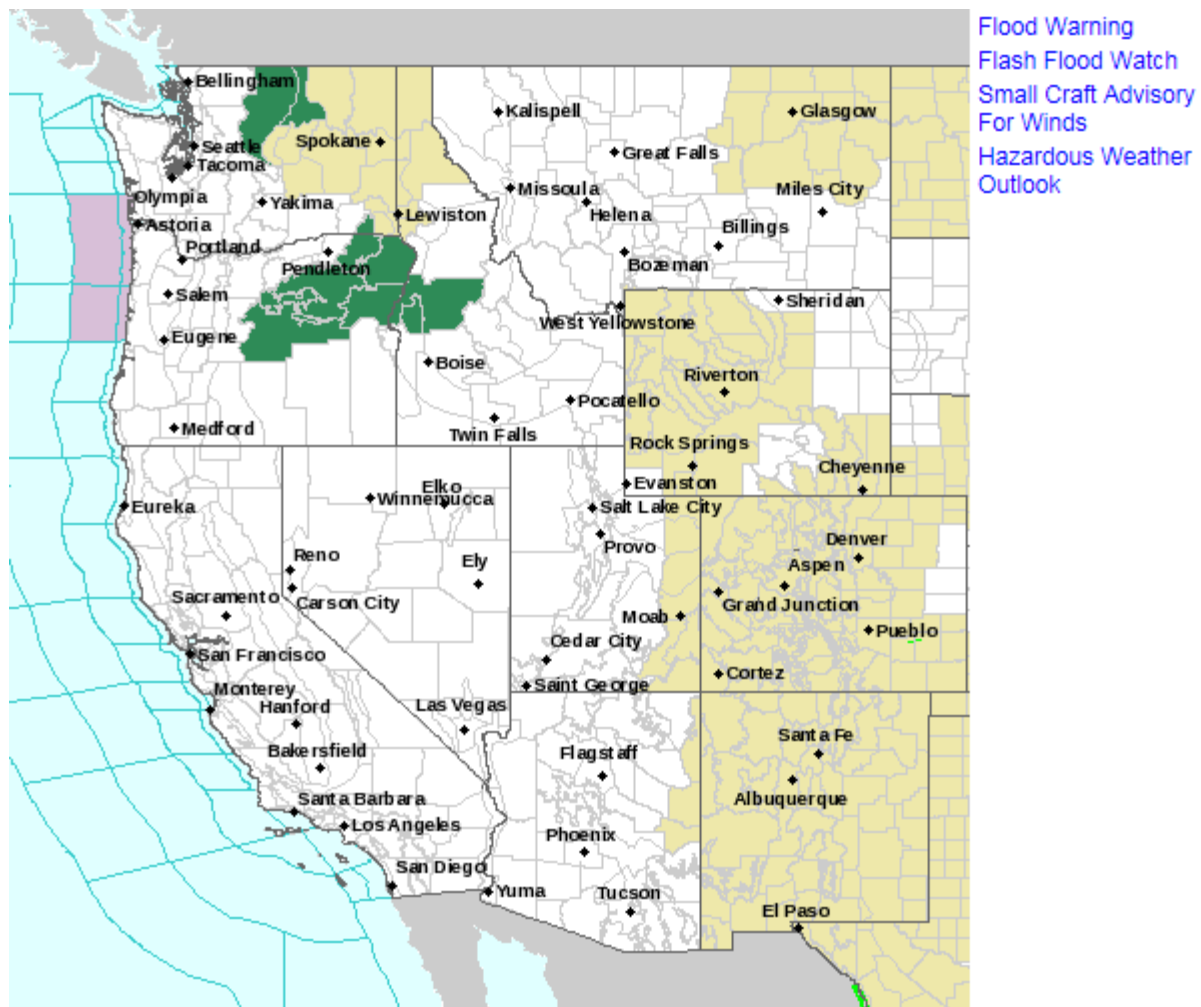 Flood Warning
Flash Flood Watch
Small Craft Advisory
For Winds
Hazardous Weather
Outlook
Bellingham
Kalispell
Glasgow
Seattle
Spokane
Great Falls
Tacoma
Olympia
Yakima
Missoula
Miles City
Astoria
Lewiston
Helena
Billings
Portland
Pendleton
Bozeman
Salem
Sheridan
West Yellowstone
Eugene
Boise
Riverton
Pocatello
Medford
Twin Falls
Rock Springs
Cheyenne
Elko
Winnemucca
Evanston
Eureka
Salt Lake City
Provo
Denver
Reno
Ely
Aspen
Sacramento
Carson City
Grand Junction
Moab
Pueblo
Cedar City
San Francisco
Cortez
Saint George
Monterey
Hanford
Las Vegas
Santa Fe
Bakersfield
Flagstaff
Albuquerque
Santa Barbara
Los Angeles
Phoenix
San Diego
Yuma
Tucson
El Paso